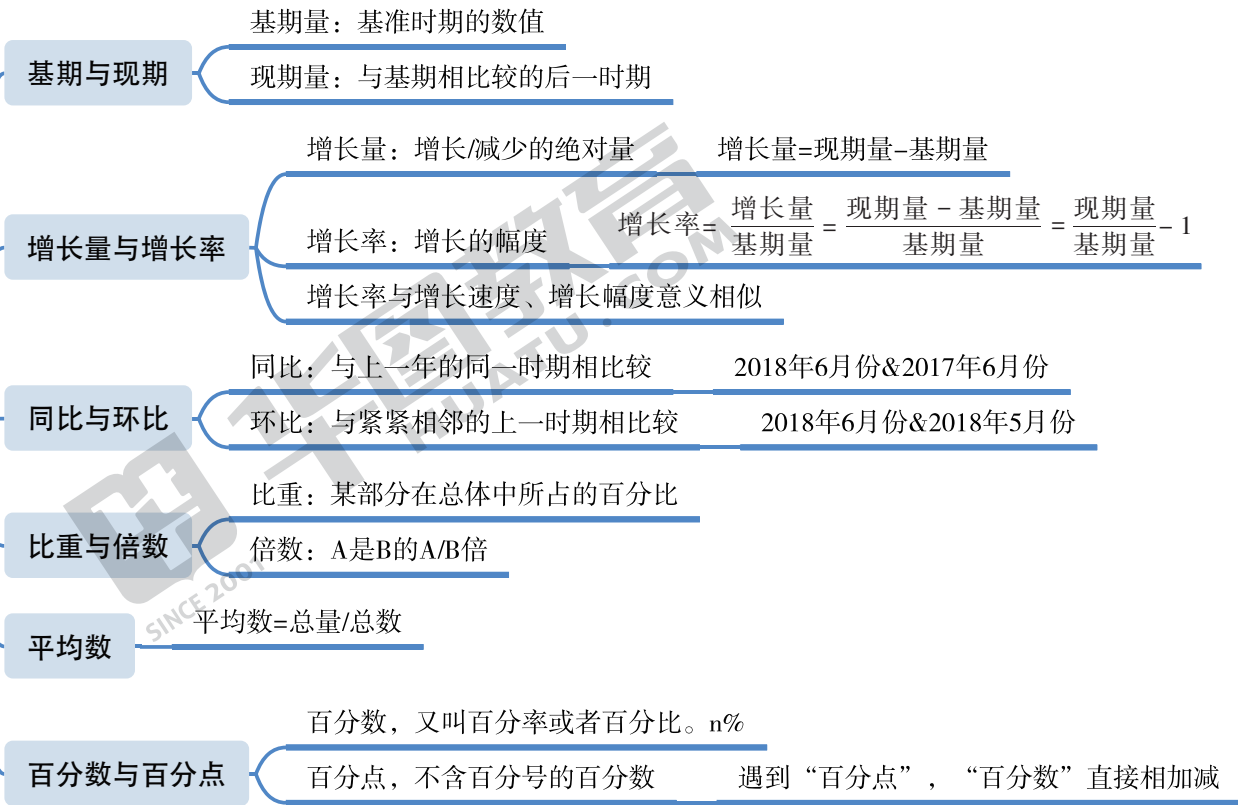 基期与现期
基期量：基准时期的数值
现期量：与基期相比较的后一时期
增长量与增长率
增长量：增长/减少的绝对量 增长量=现期量-基期量
增长率：增长的幅度 增长率=增长量/基期量=(现期量-基期量)/基期量=现期量/基期量-1
增长率与增长速度、增长幅度意义相似
同比与环比
同比：与上一年的同一时期相比较 2018年6月份&2017年6月份
环比：与紧紧相邻的上一时期相比较 2018年6月份&2018年5月份
比重与倍数
比重：某部分在总体中所占的百分比
倍数：A是B的A/B倍
平均数
平均数=总量/总数
百分数与百分点
百分数，又叫百分率或者百分比。n%
百分点，不含百分号的百分数 遇到“百分点”，“百分数”直接相加减
华图教育
HUATU.COM
SINCE 2001